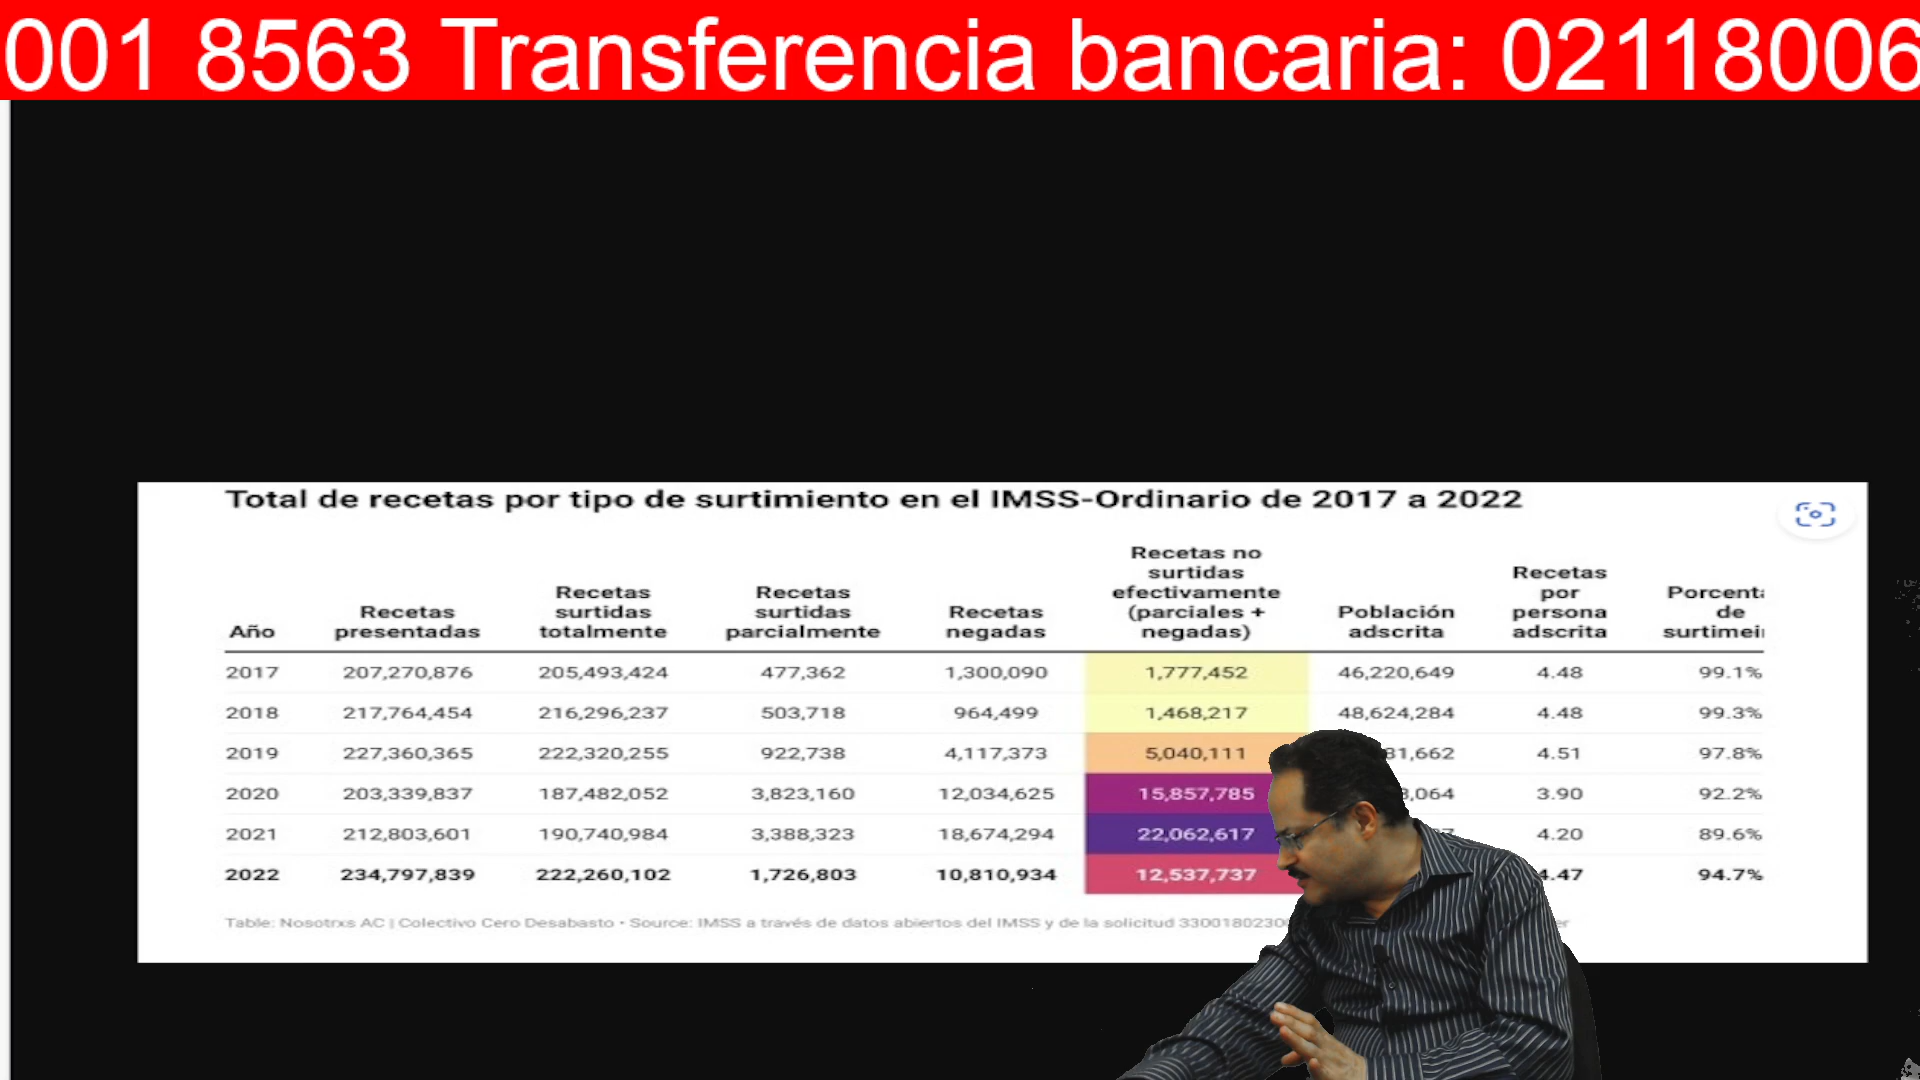 001 8563 Transferencia bancaria: 02118006
Total de recetas por tipo de surtimiento en el IMSS-Ordinario de 2017 a 2022
Año Recetas presentadas Recetas surtidas totalmente Recetas surtidas parcialmente Recetas negadas Recetas no surtidas efectivamente (parciales + negadas) Población adscrita Recetas por persona adscrita Porcent de surtimei
2017 207,270,876 205,493,424 477,362 1,300,090 1,777,452 46,220,649 4.48 99.1%
2018 217,764,454 216,296,237 503,718 964,499 1,468,217 48,624,284 4.48 99.3%
2019 227,360,365 222,320,255 922,738 4,117,373 5,040,111 81,662 4.51 97.8%
2020 203,339,837 187,482,052 3,823,160 12,034,625 15,857,785 ,064 3.90 92.2%
2021 212,803,601 190,740,984 3,388,323 18,674,294 22,062,617 4.20 89.6%
2022 234,797,839 222,260,102 1,726,803 10,810,934 12,537,737 4.47 94.7%
Table: Nosotrxs AC | Colectivo Cero Desabasto • Source: IMSS a través de datos abiertos del IMSS y de la solicitud 330018023